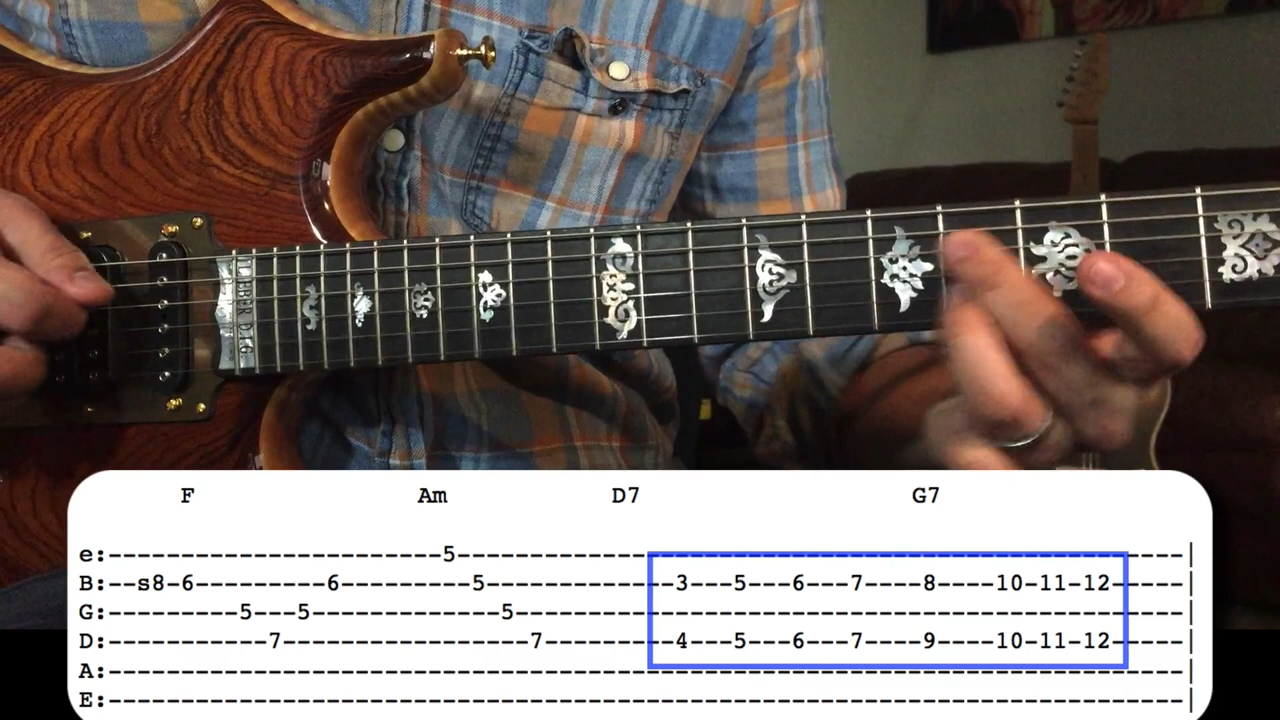 F Am D7 G7
e:-----------------------5--------------------------------------------------|
B:--s8-6---------6---------5-------------3---5---6---7----8----10-11-12-----|
G:---------5---5-------------5----------------------------------------------|
D:-----------7-----------------7---------4---5---6---7----9----10-11-12-----|
A:--------------------------------------------------------------------------|
E:--------------------------------------------------------------------------|